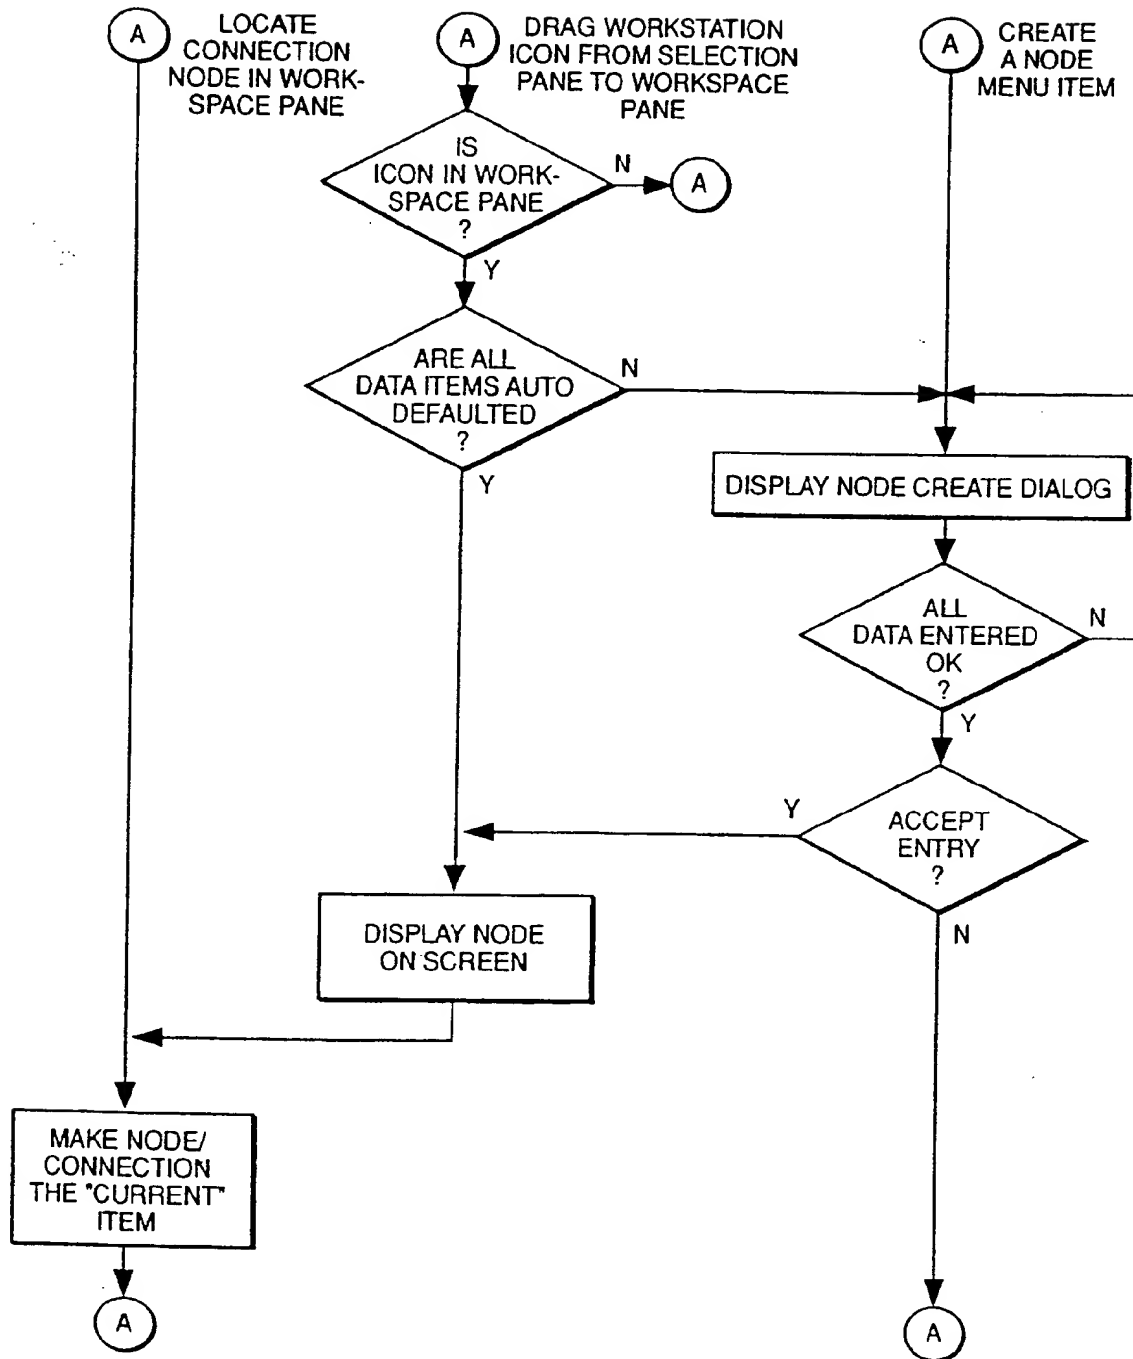 A
LOCATE
CONNECTION
NODE IN WORK-
SPACE PANE
A
DRAG WORKSTATION
ICON FROM SELECTION
PANE TO WORKSPACE
PANE
A
CREATE
A NODE
MENU ITEM
IS
ICON IN WORK-
SPACE PANE
?
N
A
Y
ARE ALL
DATA ITEMS AUTO
DEFAULTED
?
N
Y
DISPLAY NODE CREATE DIALOG
ALL
DATA ENTERED
OK
?
N
Y
ACCEPT
ENTRY
?
Y
N
DISPLAY NODE
ON SCREEN
MAKE NODE/
CONNECTION
THE "CURRENT"
ITEM
A
A